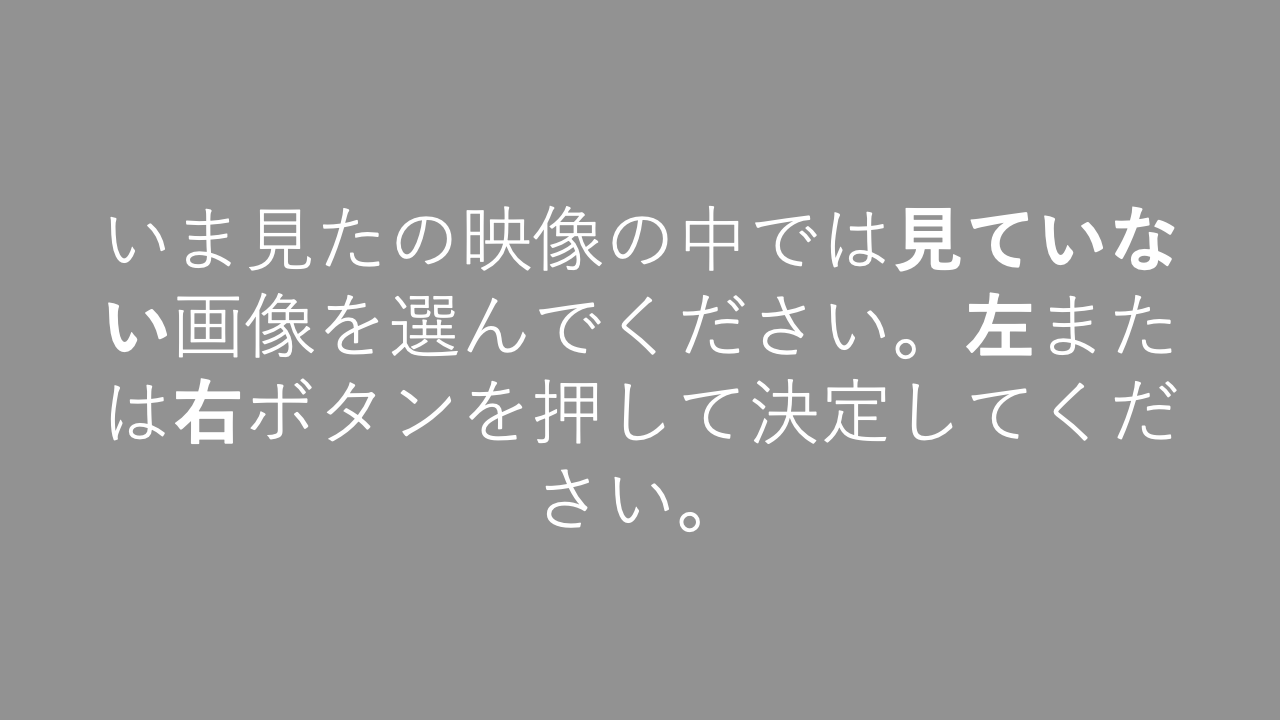 いま見たの映像の中では見ていな
い画像を選んでください。左また
は右ボタンを押して決定してくだ
さい。